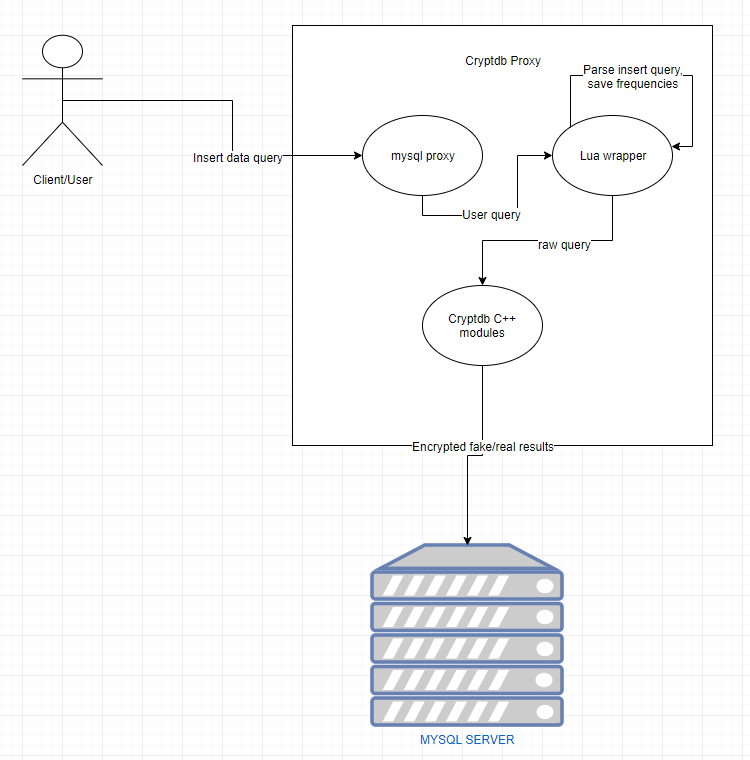 Cryptdb Proxy
Parse insert query,
save frequencies
mysql proxy
Lua wrapper
Insert data query
Client/User
User query
raw query
Cryptdb C++
modules
Encrypted fake/real results
MYSQL SERVER